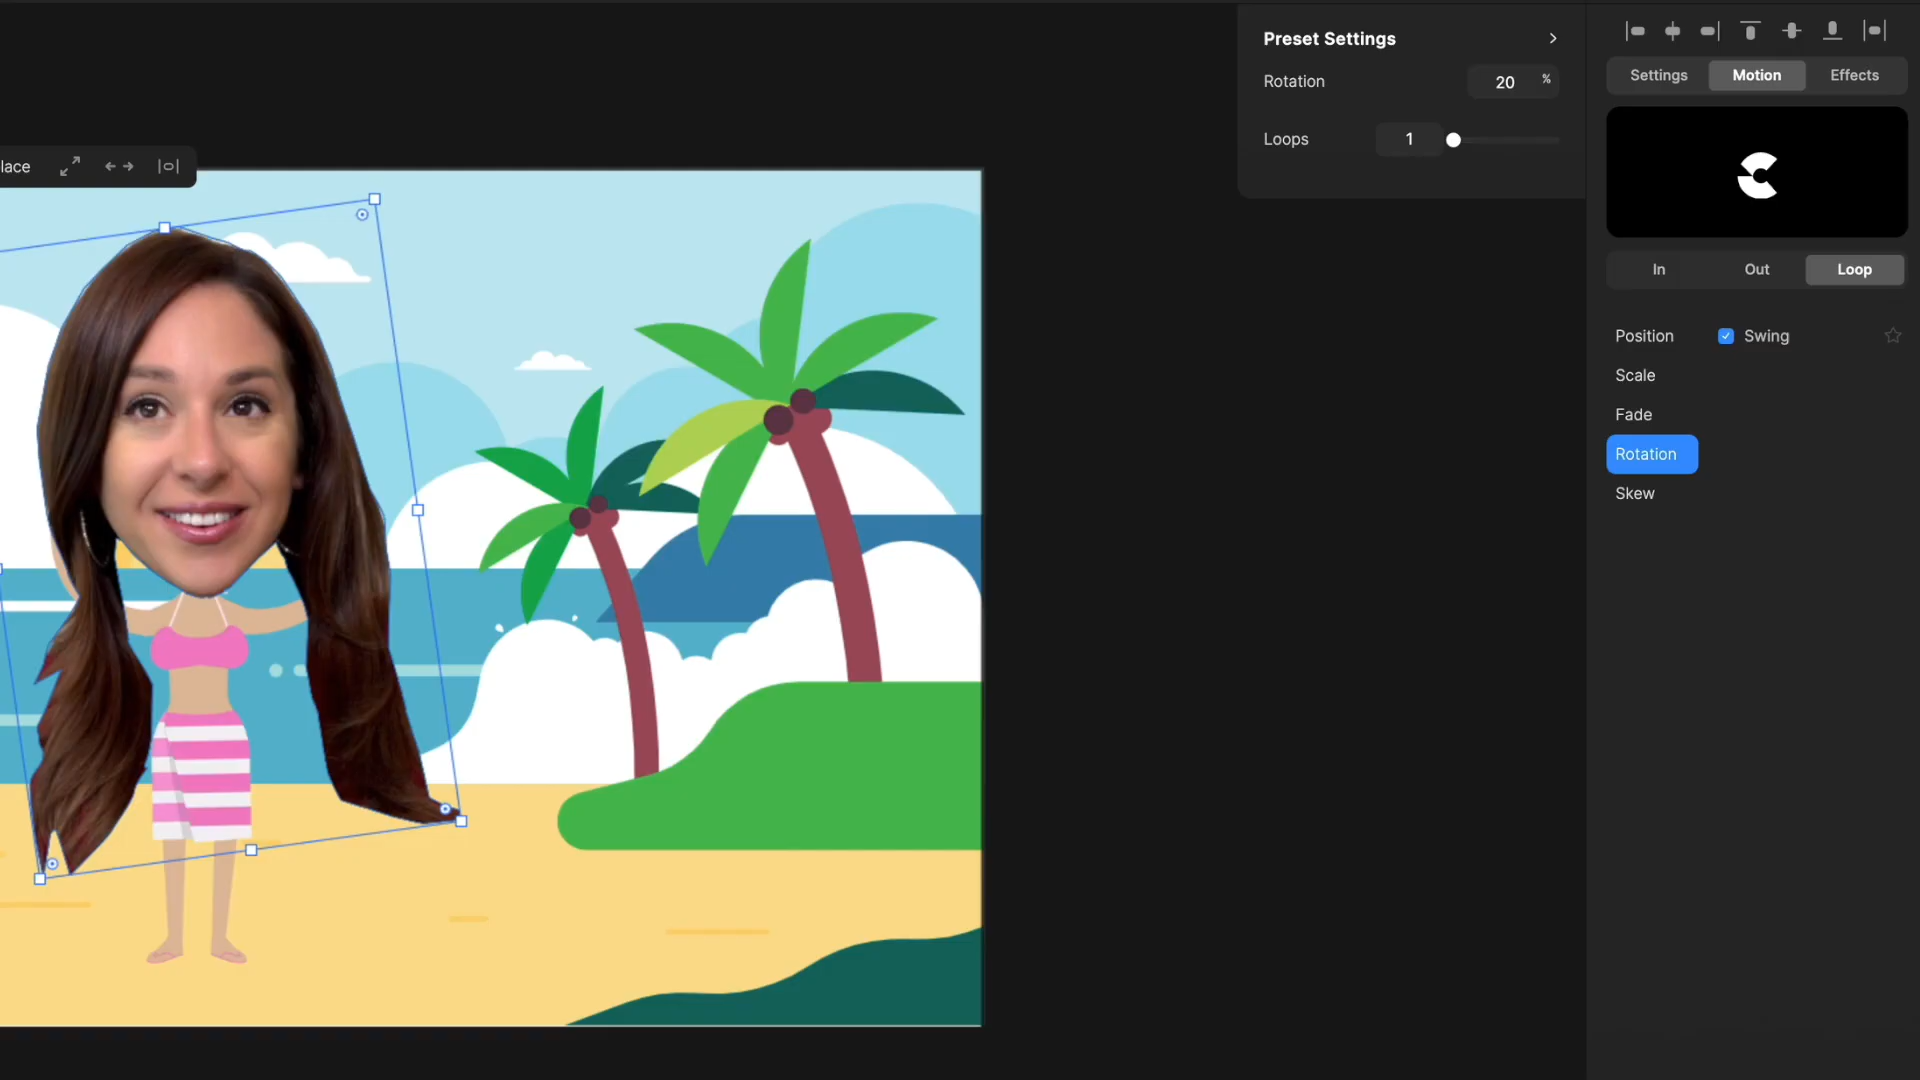 Preset Settings
Rotation 20 %
Loops 1
lace
Settings Motion Effects
In Out Loop
Position Swing
Scale
Fade
Rotation
Skew